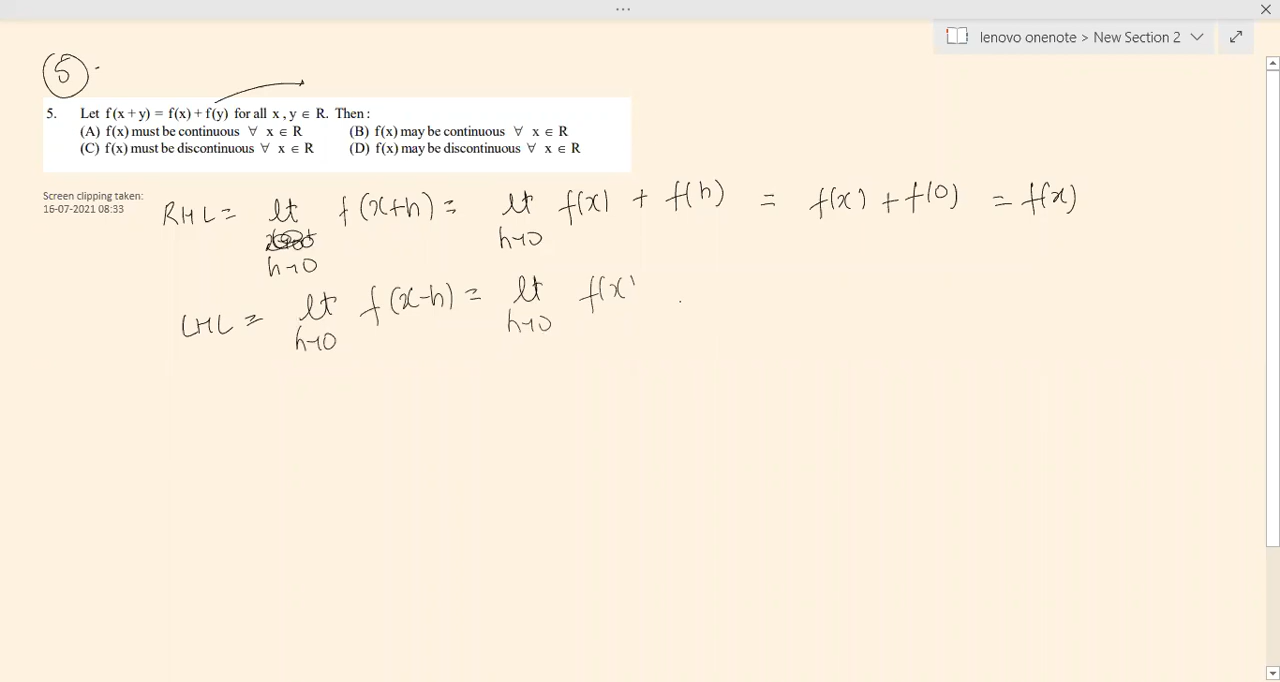 lenovo onenote > New Section 2
5
5. Let f(x + y) = f(x) + f(y) for all x , y ∈ R. Then :
(A) f(x) must be continuous ∀ x ∈ R (B) f(x) may be continuous ∀ x ∈ R
(C) f(x) must be discontinuous ∀ x ∈ R (D) f(x) may be discontinuous ∀ x ∈ R
Screen clipping taken:
16-07-2021 08:33
RHL = lt f(x+h) = lt f(x) + f(h) = f(x) + f(0) = f(x)
h→0 h→0
LHL = lt f(x-h) = lt f(x)
h→0 h→0